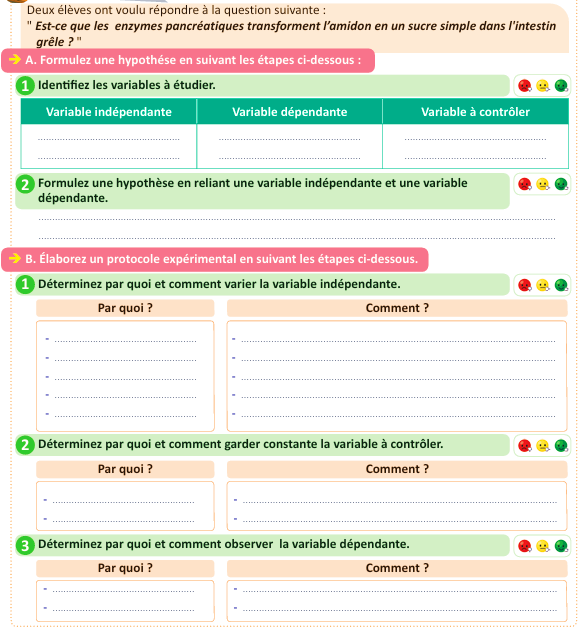 Deux élèves ont voulu répondre à la question suivante :
" Est-ce que les enzymes pancréatiques transforment l'amidon en un sucre simple dans l'intestin
grêle ? "
➔ A. Formulez une hypothèse en suivant les étapes ci-dessous :
1 Identifiez les variables à étudier.
Variable indépendante Variable dépendante Variable à contrôler
2 Formulez une hypothèse en reliant une variable indépendante et une variable
dépendante.
➔ B. Élaborez un protocole expérimental en suivant les étapes ci-dessous.
1 Déterminez par quoi et comment varier la variable indépendante.
Par quoi ? Comment ?
2 Déterminez par quoi et comment garder constante la variable à contrôler.
Par quoi ? Comment ?
3 Déterminez par quoi et comment observer la variable dépendante.
Par quoi ? Comment ?